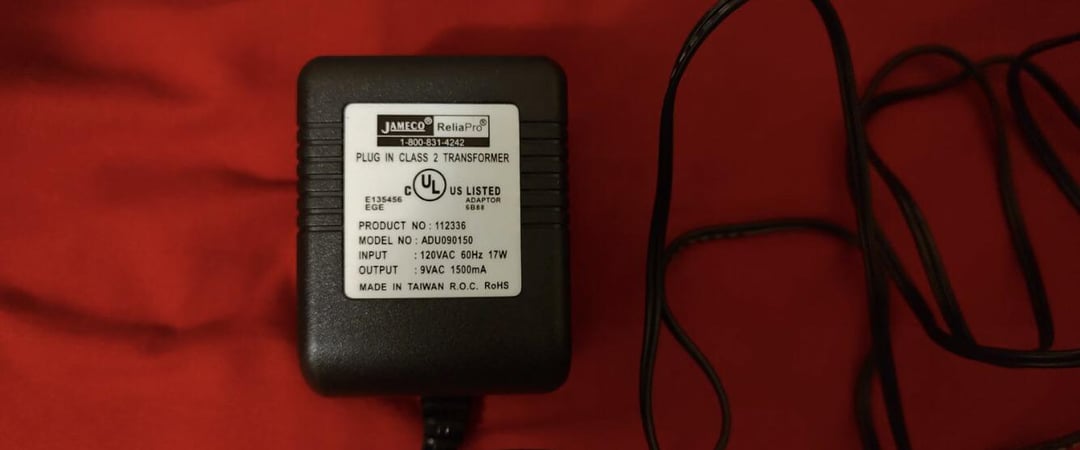 JAMECO® ReliaPro®
1-800-831-4242
PLUG IN CLASS 2 TRANSFORMER
C UL US LISTED
E135456 ADAPTOR
EGE 6B88
PRODUCT NO : 112336
MODEL NO : ADU090150
INPUT : 120VAC 60Hz 17W
OUTPUT : 9VAC 1500mA
MADE IN TAIWAN R.O.C. RoHS